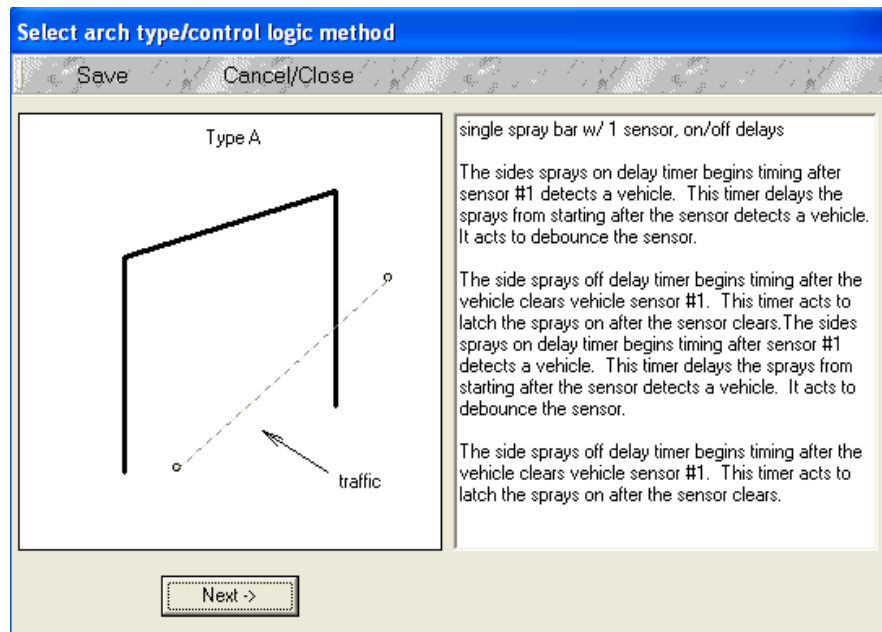 Select arch type/control logic method
Save Cancel/Close
Type A
traffic
single spray bar w/ 1 sensor, on/off delays
The sides sprays on delay timer begins timing after
sensor #1 detects a vehicle.  This timer delays the
sprays from starting after the sensor detects a vehicle.
It acts to debounce the sensor.
The side sprays off delay timer begins timing after the
vehicle clears vehicle sensor #1.  This timer acts to
latch the sprays on after the sensor clears.The sides
sprays on delay timer begins timing after sensor #1
detects a vehicle.  This timer delays the sprays from
starting after the sensor detects a vehicle.  It acts to
debounce the sensor.
The side sprays off delay timer begins timing after the
vehicle clears vehicle sensor #1.  This timer acts to
latch the sprays on after the sensor clears.
Next ->